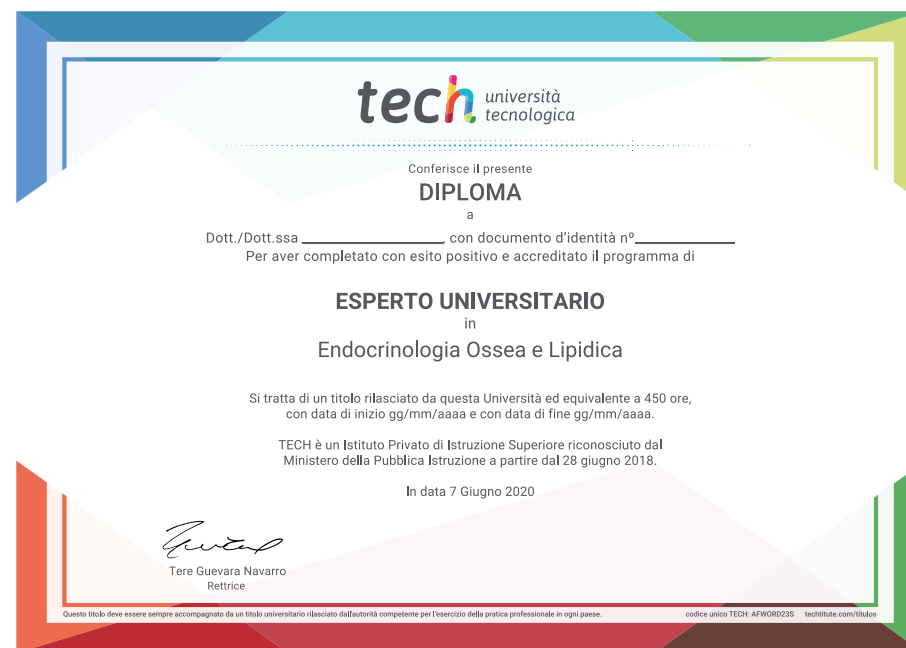 tech università
tecnologica
Conferisce il presente
DIPLOMA
a
Dott./Dott.ssa ____________, con documento d'identità nº____________
Per aver completato con esito positivo e accreditato il programma di
ESPERTO UNIVERSITARIO
in
Endocrinologia Ossea e Lipidica
Si tratta di un titolo rilasciato da questa Università ed equivalente a 450 ore,
con data di inizio gg/mm/aaaa e con data di fine gg/mm/aaaa.
TECH è un Istituto Privato di Istruzione Superiore riconosciuto dal
Ministero della Pubblica Istruzione a partire dal 28 giugno 2018.
In data 7 Giugno 2020
Tere Guevara Navarro
Rettrice
Questo titolo deve essere sempre accompagnato da un titolo universitario rilasciato dall'autorità competente per l'esercizio della pratica professionale in ogni paese. codice unico TECH: AFWORD23S techtitute.com/titulos